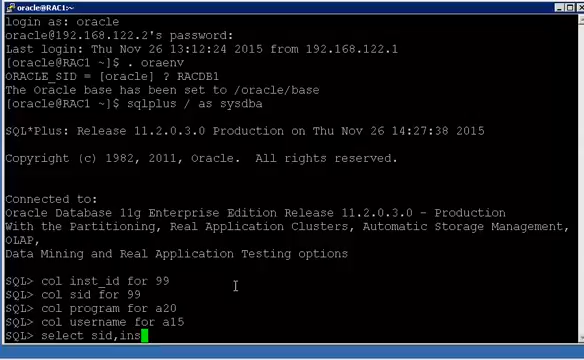 oracle@RAC1:~
login as: oracle
oracle@192.168.122.2's password:
Last login: Thu Nov 26 13:12:24 2015 from 192.168.122.1
[oracle@RAC1 ~]$ . oraenv
ORACLE_SID = [oracle] ? RACDB1
The Oracle base has been set to /oracle/base
[oracle@RAC1 ~]$ sqlplus / as sysdba
SQL*Plus: Release 11.2.0.3.0 Production on Thu Nov 26 14:27:38 2015
Copyright (c) 1982, 2011, Oracle.  All rights reserved.
Connected to:
Oracle Database 11g Enterprise Edition Release 11.2.0.3.0 - Production
With the Partitioning, Real Application Clusters, Automatic Storage Management,
OLAP,
Data Mining and Real Application Testing options
SQL> col inst_id for 99
SQL> col sid for 99
SQL> col program for a20
SQL> col username for a15
SQL> select sid,ins